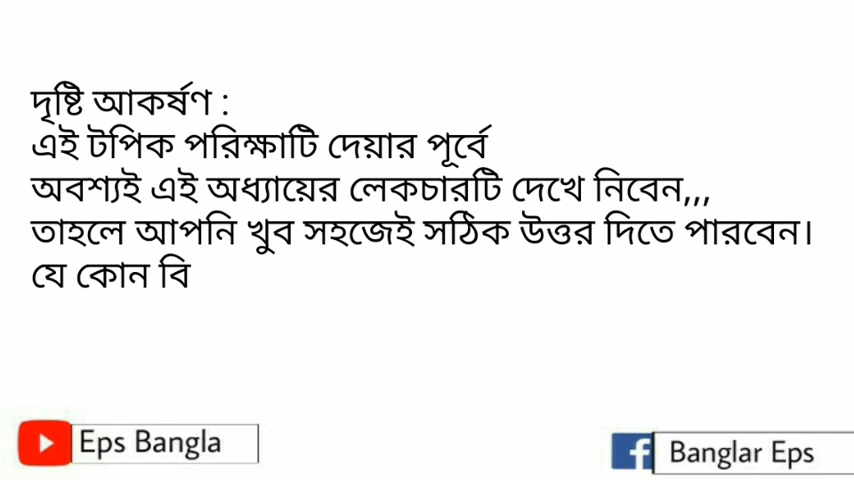 দৃষ্টি আকর্ষণ :
এই টপিক পরিক্ষাটি দেয়ার পূর্বে
অবশ্যই এই অধ্যায়ের লেকচারটি দেখে নিবেন,,,
তাহলে আপনি খুব সহজেই সঠিক উত্তর দিতে পারবেন।
যে কোন বি
Eps Bangla
Banglar Eps